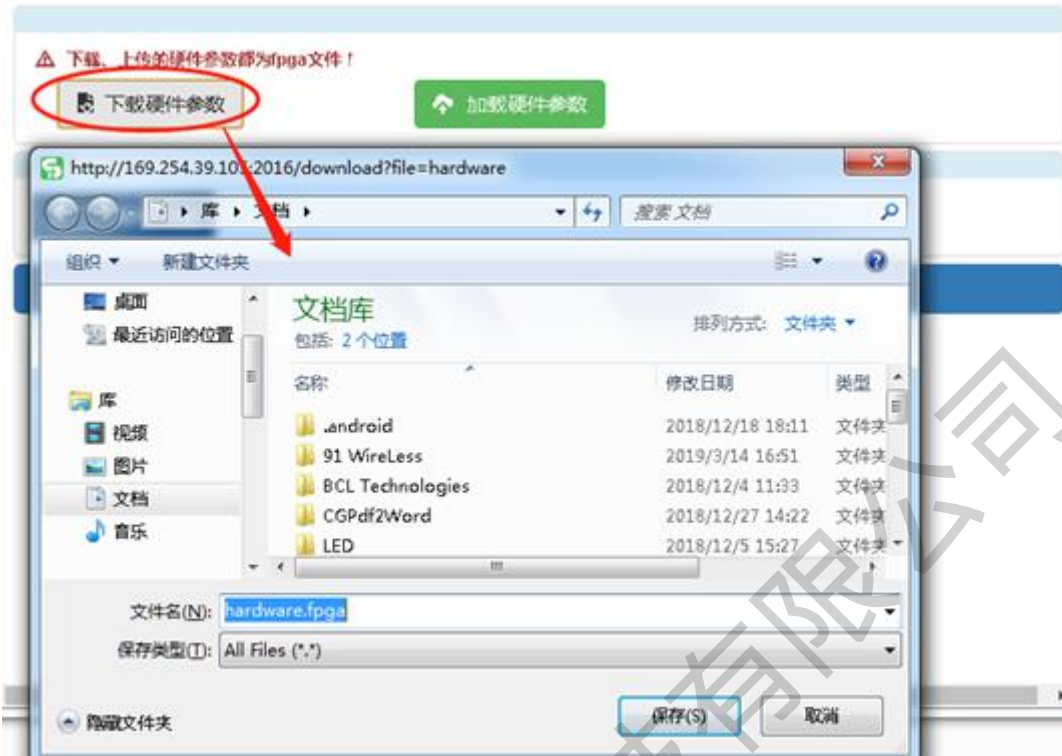 下载、上传的硬件参数都为fpga文件！
下载硬件参数
加载硬件参数
http://169.254.39.10:2016/download?file=hardware
库 文档
搜索 文档
组织
新建文件夹
桌面
最近访问的位置
库
视频
图片
文档
音乐
文档库
包括: 2 个位置
排列方式: 文件夹
名称 修改日期 类型
.android 2018/12/18 18:11 文件夹
91 WireLess 2019/3/14 16:51 文件夹
BCL Technologies 2018/12/4 11:33 文件夹
CGPdf2Word 2018/12/27 14:22 文件夹
LED 2018/12/5 15:27 文件夹
文件名(N): hardware.fpga
保存类型(T): All Files (*.*)
隐藏文件夹
保存(S)
取消
有限公司